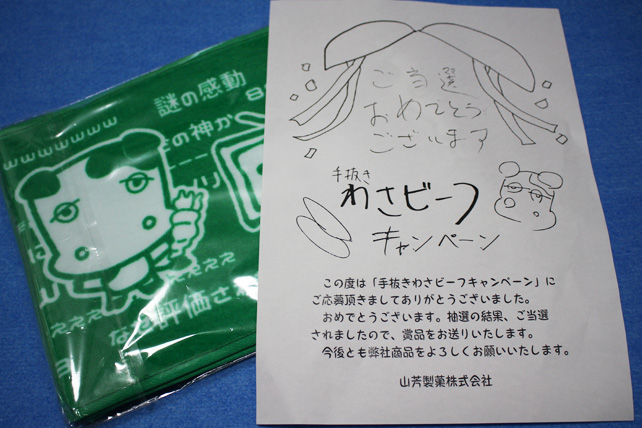 謎の感動
wwwwwww
の神か
なぜ評価さ
ご当選
おめでとう
ございます
手抜き
わさビーフ
キャンペーン
この度は「手抜きわさビーフキャンペーン」に
ご応募頂きましてありがとうございました。
おめでとうございます。抽選の結果、ご当選
されましたので、賞品をお送りいたします。
今後とも弊社商品をよろしくお願いいたします。
山芳製菓株式会社